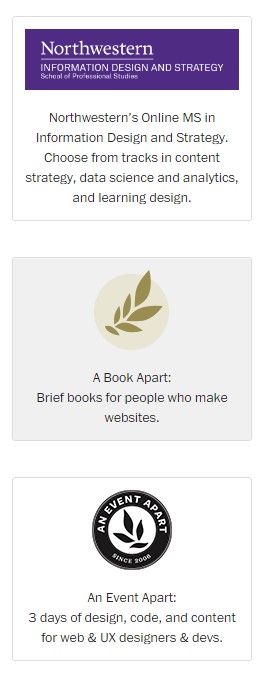 Northwestern
INFORMATION DESIGN AND STRATEGY
School of Professional Studies
Northwestern's Online MS in
Information Design and Strategy.
Choose from tracks in content
strategy, data science and analytics,
and learning design.
A Book Apart:
Brief books for people who make
websites.
AN EVENT APART
SINCE 2006
An Event Apart:
3 days of design, code, and content
for web & UX designers & devs.